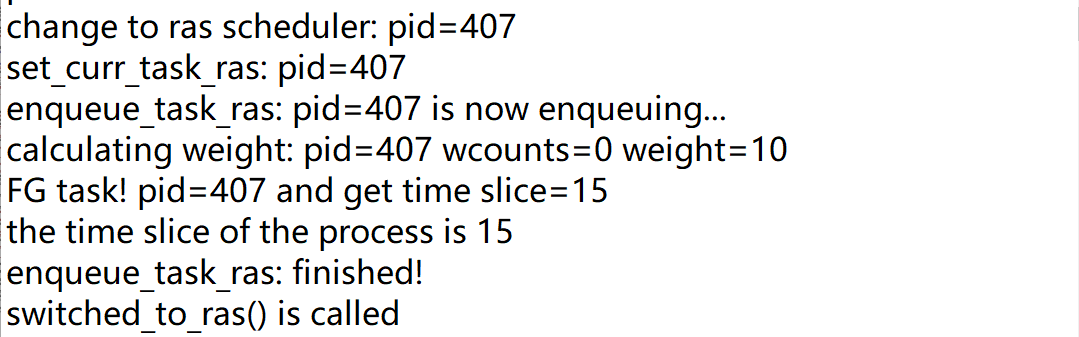 change to ras scheduler: pid=407
set_curr_task_ras: pid=407
enqueue_task_ras: pid=407 is now enqueuing...
calculating weight: pid=407 wcounts=0 weight=10
FG task! pid=407 and get time slice=15
the time slice of the process is 15
enqueue_task_ras: finished!
switched_to_ras() is called